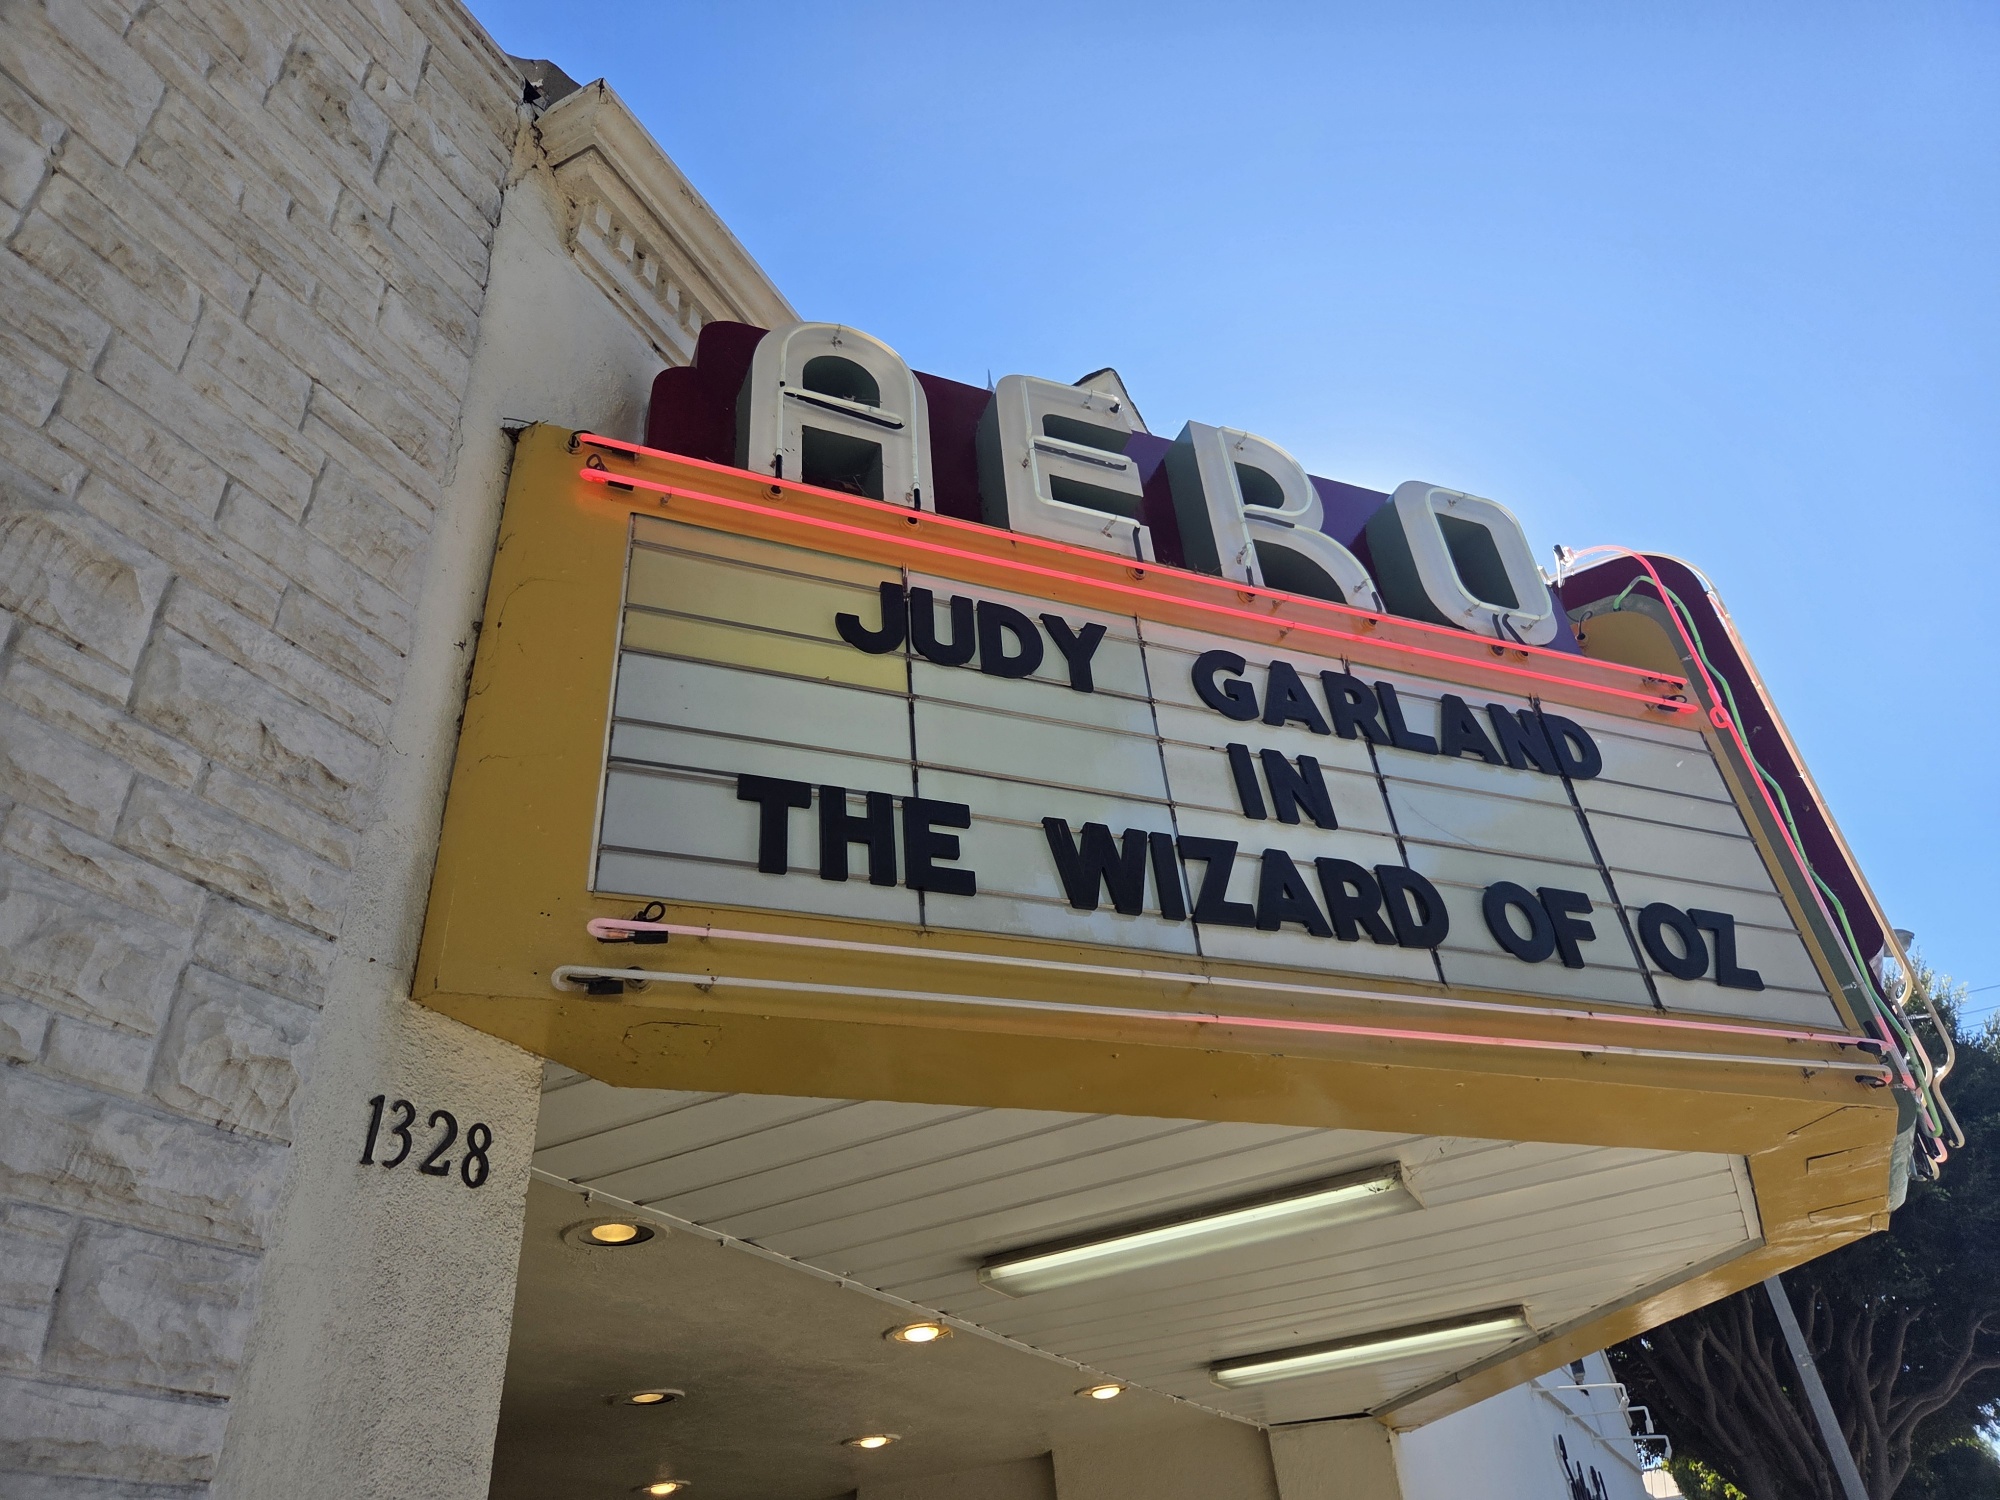 AERO
JUDY GARLAND
IN
THE WIZARD OF OZ
1328